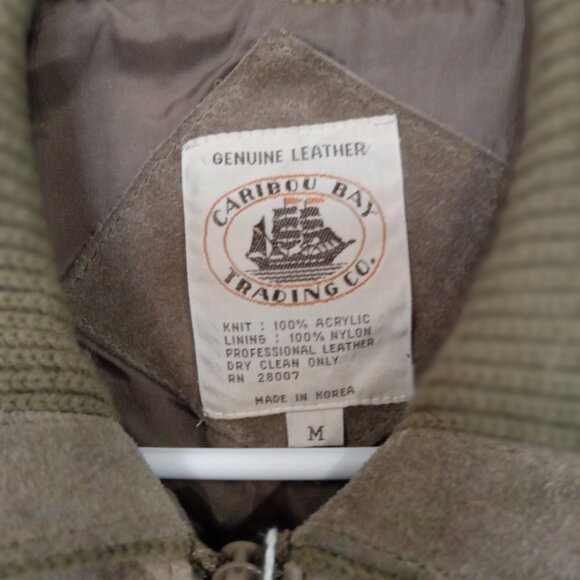 GENUINE LEATHER
CARIBOU BAY
TRADING CO.
KNIT : 100% ACRYLIC
LINING : 100% NYLON
PROFESSIONAL LEATHER
DRY CLEAN ONLY
RN 28007
MADE IN KOREA
M